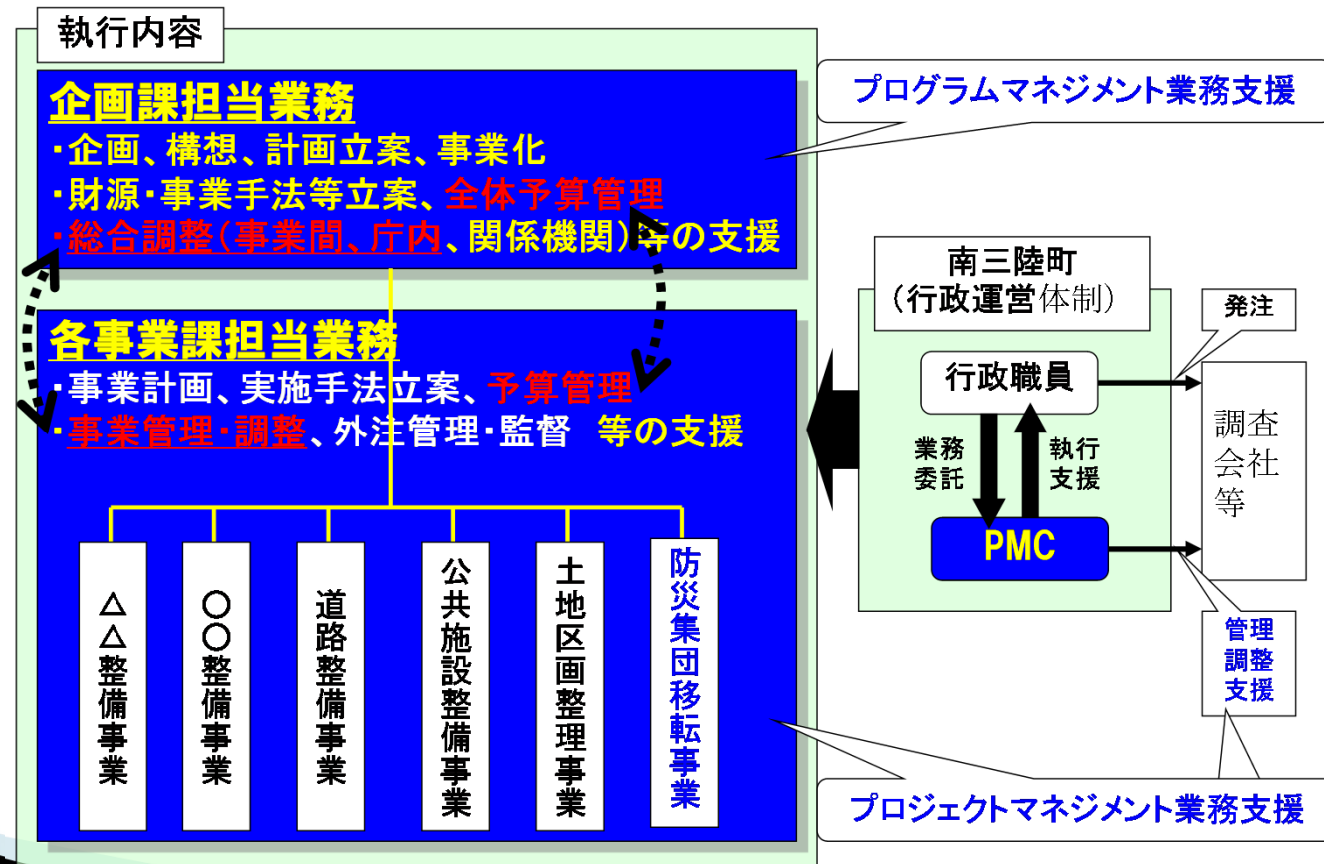 執行内容
企画課担当業務
・企画、構想、計画立案、事業化
・財源・事業手法等立案、全体予算管理
・総合調整(事業間、庁内、関係機関)等の支援
各事業課担当業務
・事業計画、実施手法立案、予算管理
・事業管理・調整、外注管理・監督　等の支援
△△整備事業
〇〇整備事業
道路整備事業
公共施設整備事業
土地区画整理事業
防災集団移転事業
プログラムマネジメント業務支援
南三陸町
(行政運営体制)
行政職員
業務
委託
執行
支援
PMC
発注
調査
会社
等
管理
調整
支援
プロジェクトマネジメント業務支援